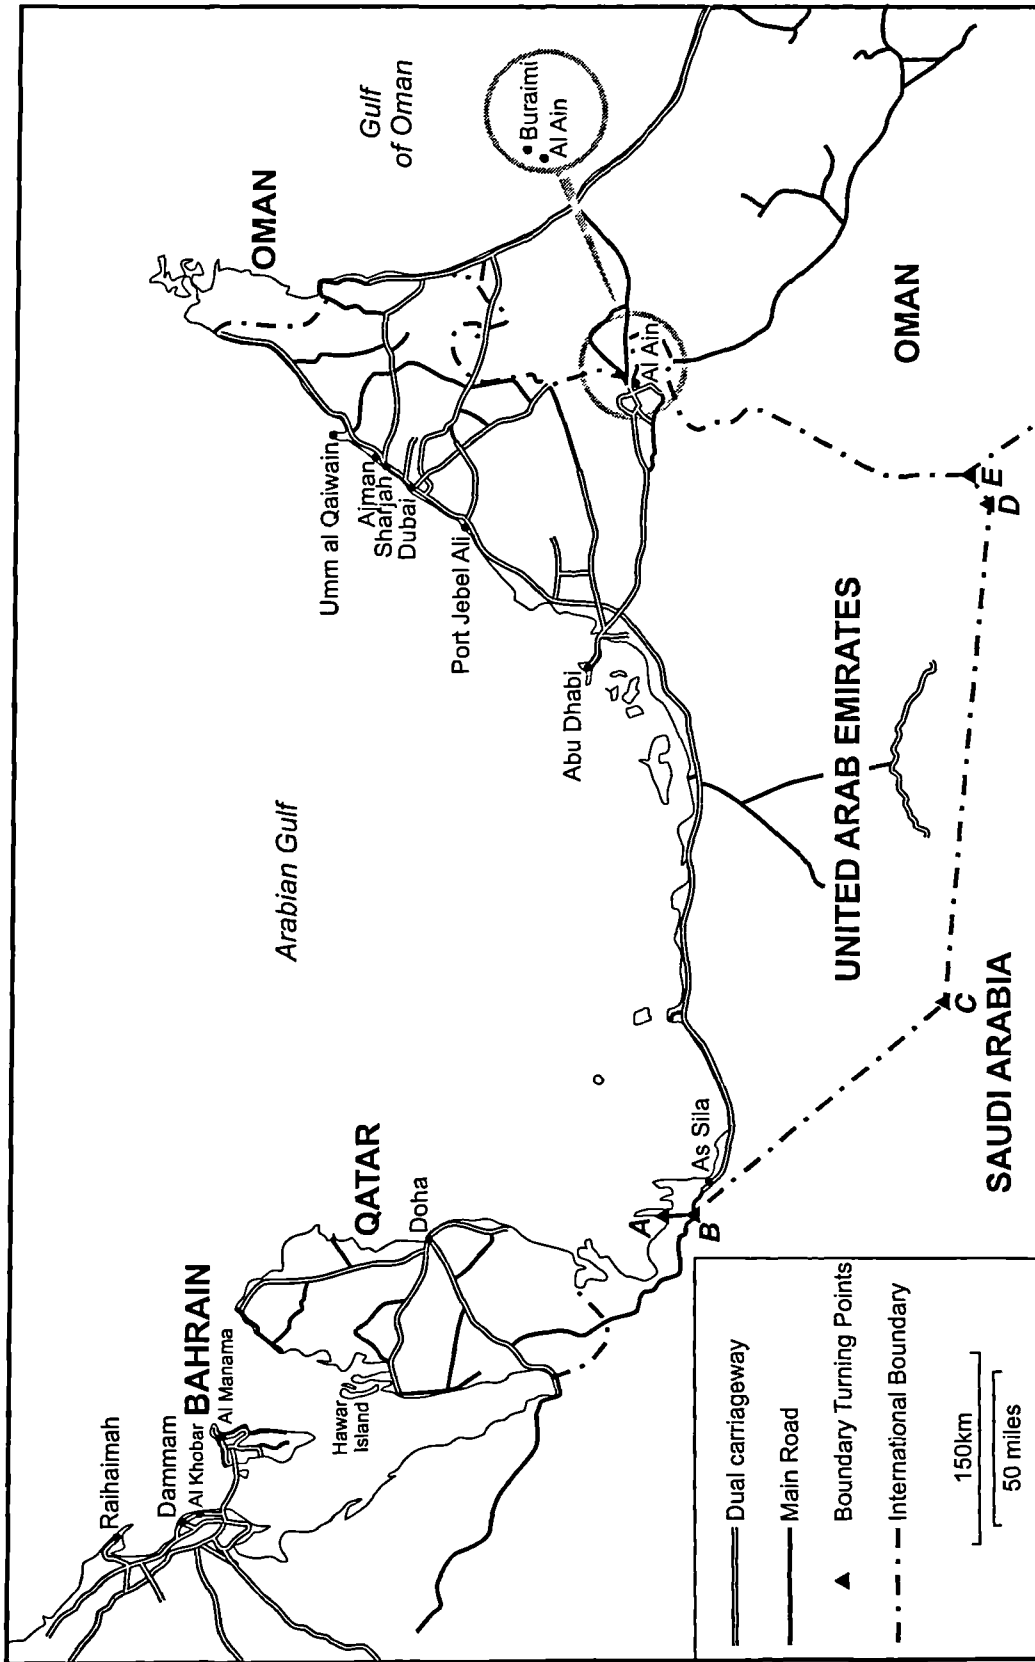 Raihaimah
Dammam
Al Khobar
BAHRAIN
Al Manama
Hawar
Island
QATAR
Doha
Arabian Gulf
Umm al Qaiwain
Ajman
Sharjah
Dubai
Port Jebel Ali
Abu Dhabi
OMAN
Gulf
of Oman
Buraimi
Al Ain
Al Ain
OMAN
As Sila
A
B
C
D
E
UNITED ARAB EMIRATES
SAUDI ARABIA
Dual carriageway
Main Road
Boundary Turning Points
International Boundary
150km
50 miles